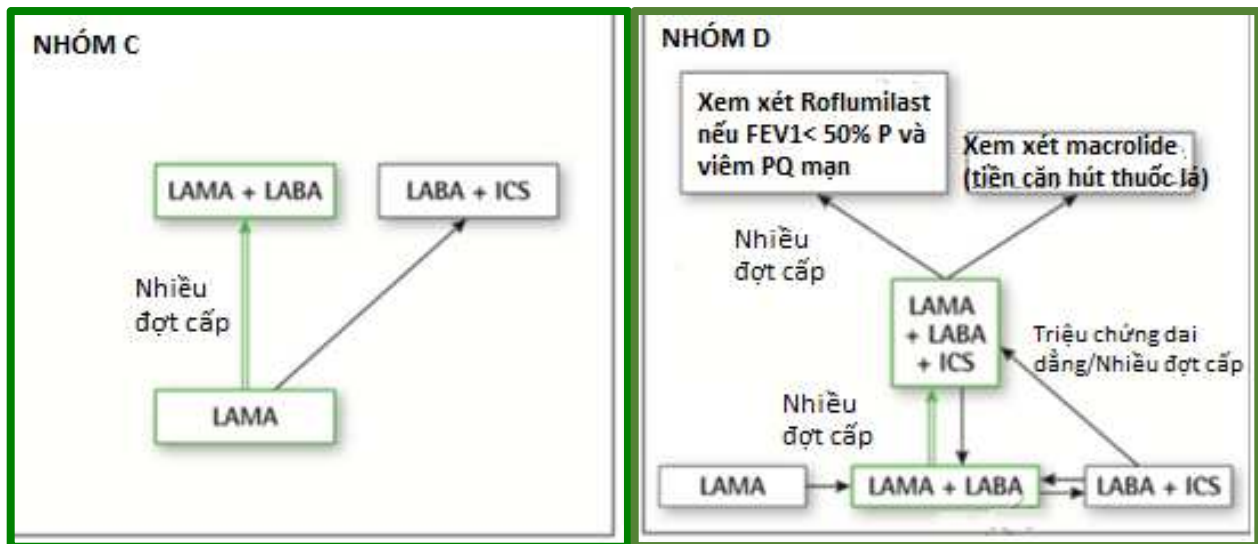 NHÓM C
LAMA + LABA
LABA + ICS
Nhiều
đợt cấp
LAMA
NHÓM D
Xem xét Roflumilast
nếu FEV1< 50% P và
viêm PQ mạn
Xem xét macrolide
(tiền căn hút thuốc lá)
Nhiều
đợt cấp
LAMA
+ LABA
+ ICS
Triệu chứng dai
dẳng/Nhiều đợt cấp
Nhiều
đợt cấp
LAMA
LAMA + LABA
LABA + ICS